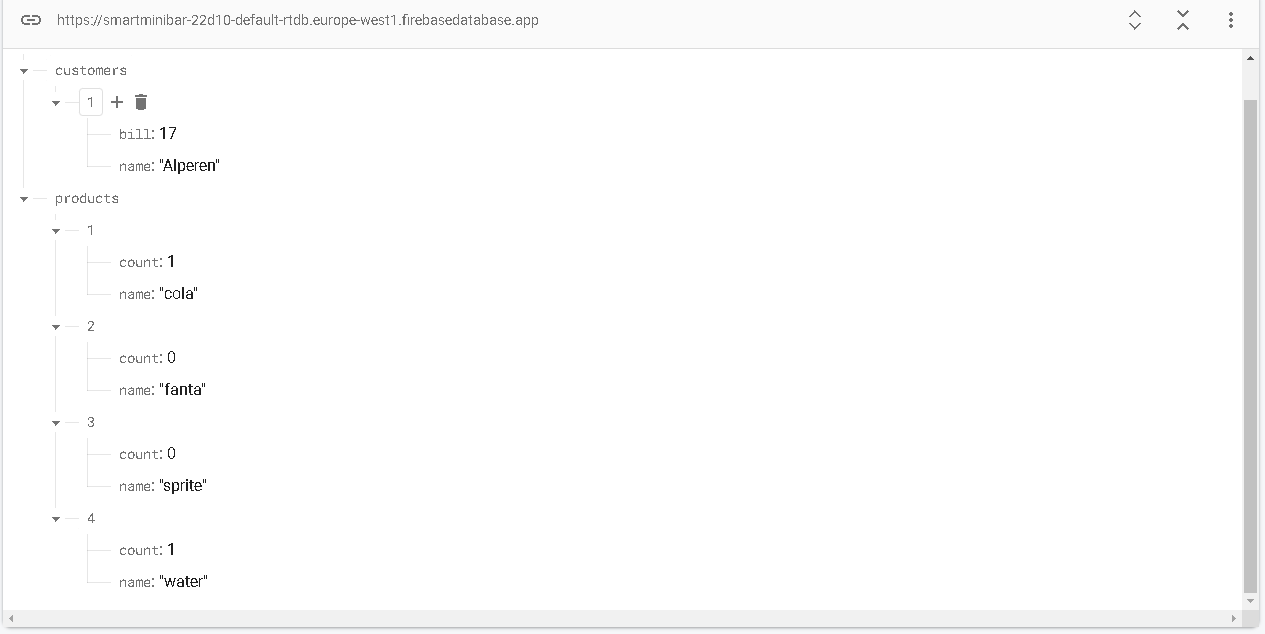 https://smartminibar-22d10-default-rtdb.europe-west1.firebasedatabase.app
customers
1
bill: 17
name: "Alperen"
products
1
count: 1
name: "cola"
2
count: 0
name: "fanta"
3
count: 0
name: "sprite"
4
count: 1
name: "water"